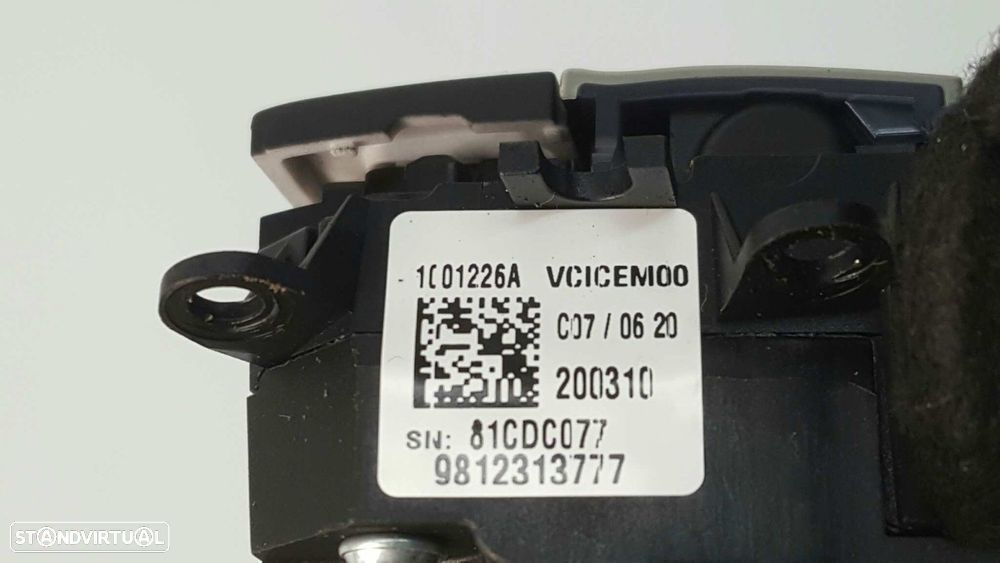 1001226A VCICEM00
C07 / 06 20
200310
SN: 81CDC077
9812313777
STANDVIRTUAL